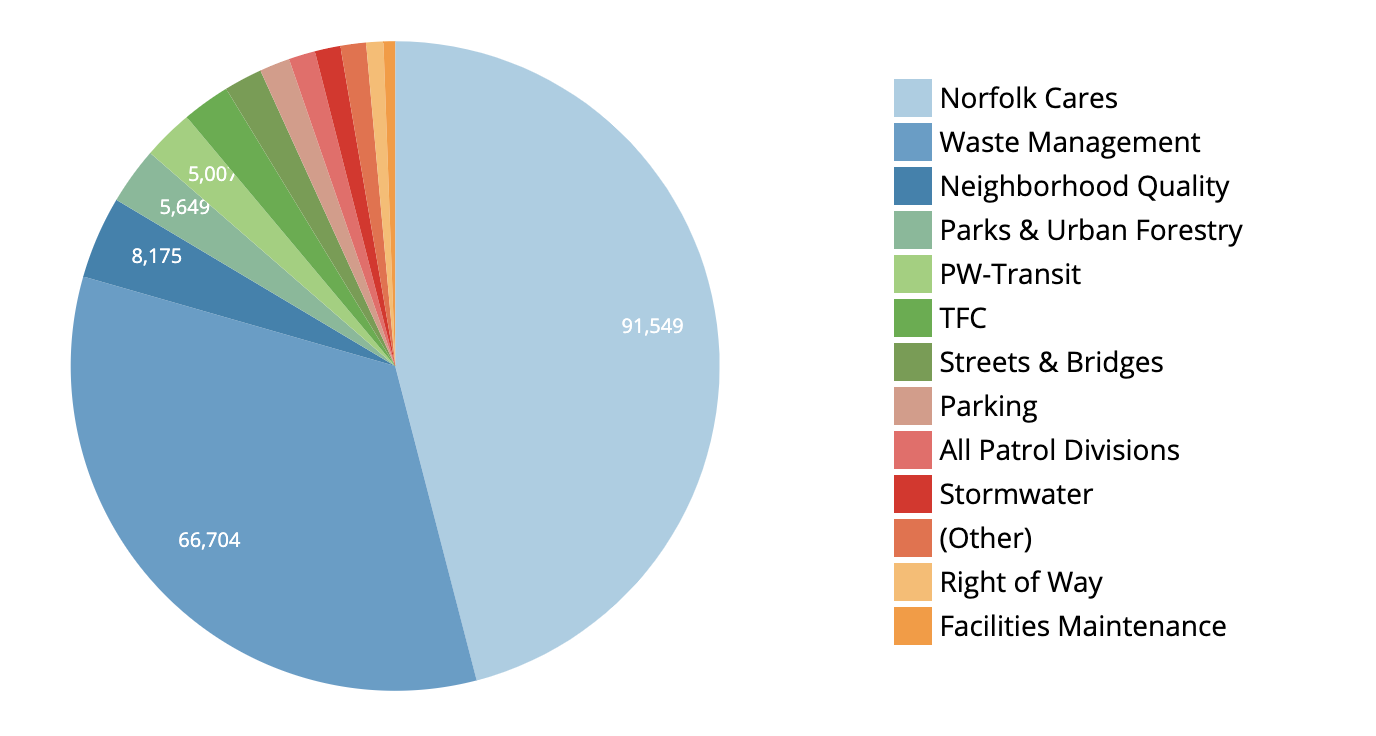 5,007
5,649
8,175
91,549
66,704
Norfolk Cares
Waste Management
Neighborhood Quality
Parks & Urban Forestry
PW-Transit
TFC
Streets & Bridges
Parking
All Patrol Divisions
Stormwater
(Other)
Right of Way
Facilities Maintenance